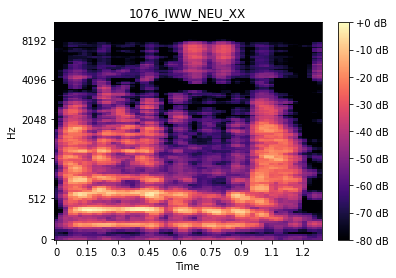 1076_IWW_NEU_XX
8192
4096
2048
1024
512
0
Hz
0 0.15 0.3 0.45 0.6 0.75 0.9 1.1 1.2
Time
+0 dB
-10 dB
-20 dB
-30 dB
-40 dB
-50 dB
-60 dB
-70 dB
-80 dB